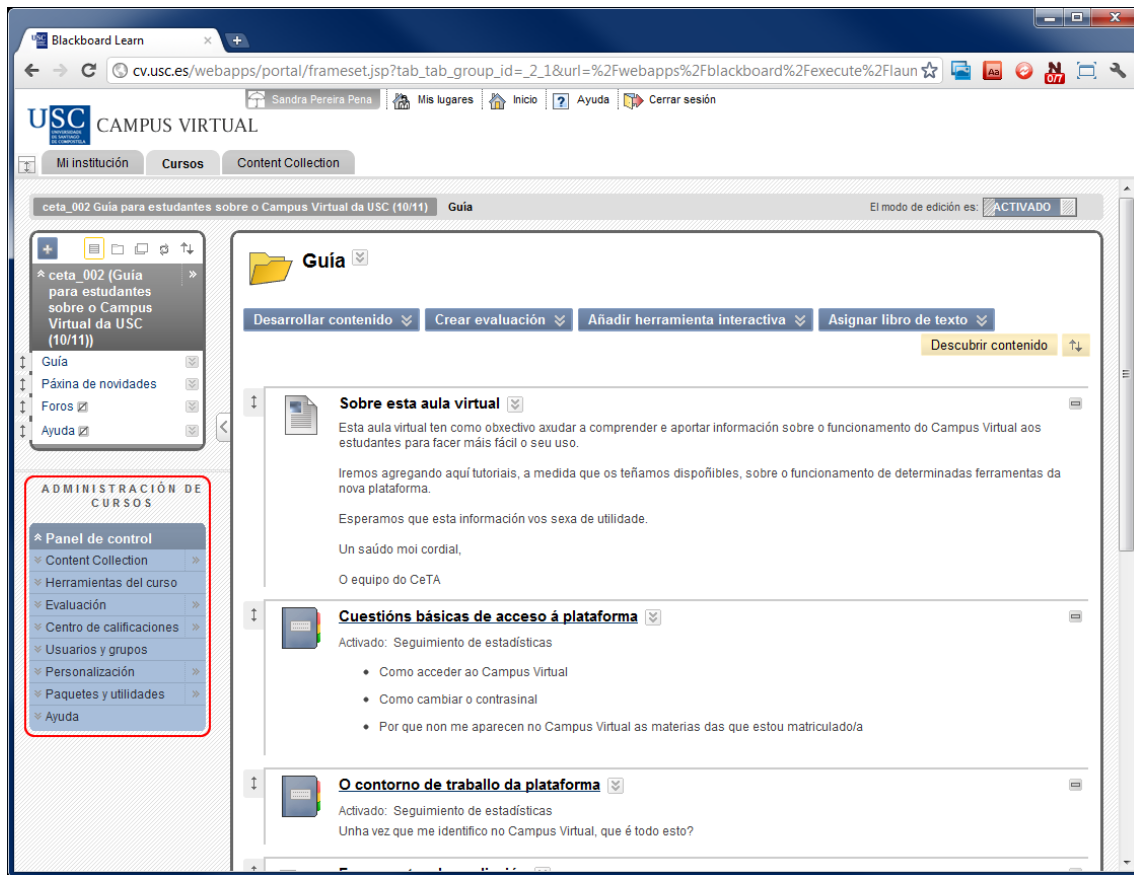 Blackboard Learn
cv.usc.es/webapps/portal/frameset.jsp?tab_tab_group_id=_2_1&url=%2Fwebapps%2Fblackboard%2Fexecute%2Flaun
Sandra Pereira Pena Mis lugares Inicio ? Ayuda Cerrar sesión
USC CAMPUS VIRTUAL
UNIVERSIDADE
DE SANTIAGO
DE COMPOSTELA
Mi institución Cursos Content Collection
ceta_002 Guía para estudantes sobre o Campus Virtual da USC (10/11) Guía El modo de edición es: ACTIVADO
ceta_002 (Guía
para estudantes
sobre o Campus
Virtual da USC
(10/11))
Guía
Páxina de novidades
Foros
Ayuda
ADMINISTRACIÓN DE
CURSOS
Panel de control
Content Collection
Herramientas del curso
Evaluación
Centro de calificaciones
Usuarios y grupos
Personalización
Paquetes y utilidades
Ayuda
Guía
Desarrollar contenido Crear evaluación Añadir herramienta interactiva Asignar libro de texto
Descubrir contenido
Sobre esta aula virtual
Esta aula virtual ten como obxectivo axudar a comprender e aportar información sobre o funcionamento do Campus Virtual aos
estudantes para facer máis fácil o seu uso.
Iremos agregando aquí tutoriais, a medida que os teñamos dispoñibles, sobre o funcionamento de determinadas ferramentas da
nova plataforma.
Esperamos que esta información vos sexa de utilidade.
Un saúdo moi cordial,
O equipo do CeTA
Cuestións básicas de acceso á plataforma
Activado: Seguimiento de estadísticas
Como acceder ao Campus Virtual
Como cambiar o contrasinal
Por que non me aparecen no Campus Virtual as materias das que estou matriculado/a
O contorno de traballo da plataforma
Activado: Seguimiento de estadísticas
Unha vez que me identifico no Campus Virtual, que é todo esto?